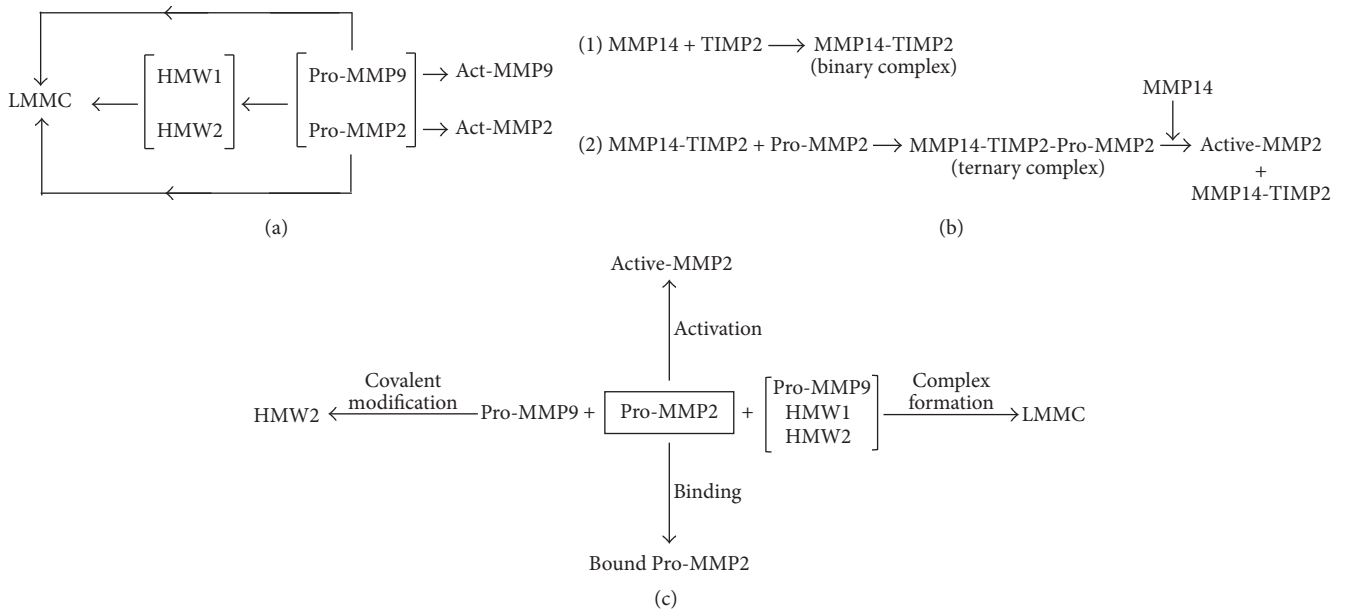 HMW1
Pro-MMP9
Act-MMP9
LMMC
HMW2
Pro-MMP2
Act-MMP2
(a)
(1) MMP14 + TIMP2
MMP14-TIMP2
(binary complex)
MMP14
(2) MMP14-TIMP2 + Pro-MMP2
MMP14-TIMP2-Pro-MMP2
(ternary complex)
Active-MMP2
+
MMP14-TIMP2
(b)
Active-MMP2
Activation
HMW2
Covalent
modification
Pro-MMP9 +
Pro-MMP2
+
Pro-MMP9
HMW1
HMW2
Complex
formation
LMMC
Binding
Bound Pro-MMP2
(c)